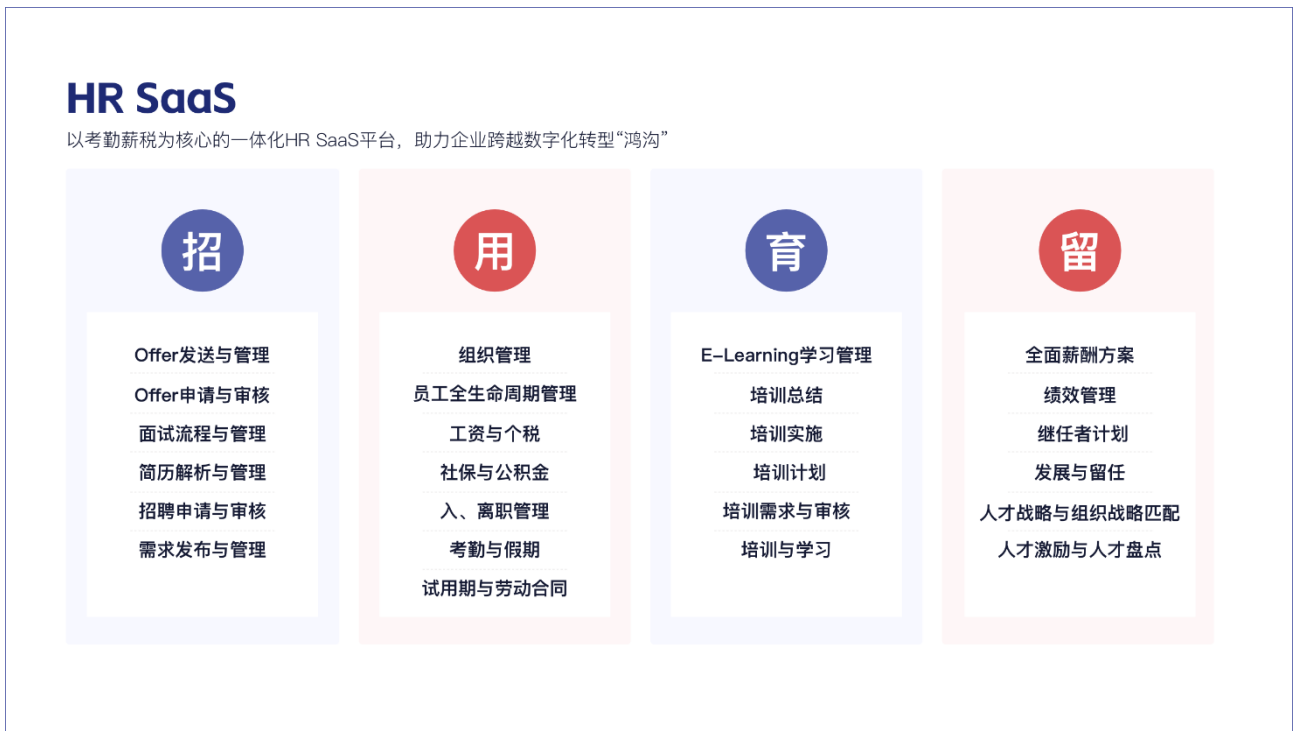 HR SaaS
以考勤薪税为核心的一体化HR SaaS平台，助力企业跨越数字化转型“鸿沟”
招
Offer发送与管理
Offer申请与审核
面试流程与管理
简历解析与管理
招聘申请与审核
需求发布与管理
用
组织管理
员工全生命周期管理
工资与个税
社保与公积金
入、离职管理
考勤与假期
试用期与劳动合同
育
E-Learning学习管理
培训总结
培训实施
培训计划
培训需求与审核
培训与学习
留
全面薪酬方案
绩效管理
继任者计划
发展与留任
人才战略与组织战略匹配
人才激励与人才盘点